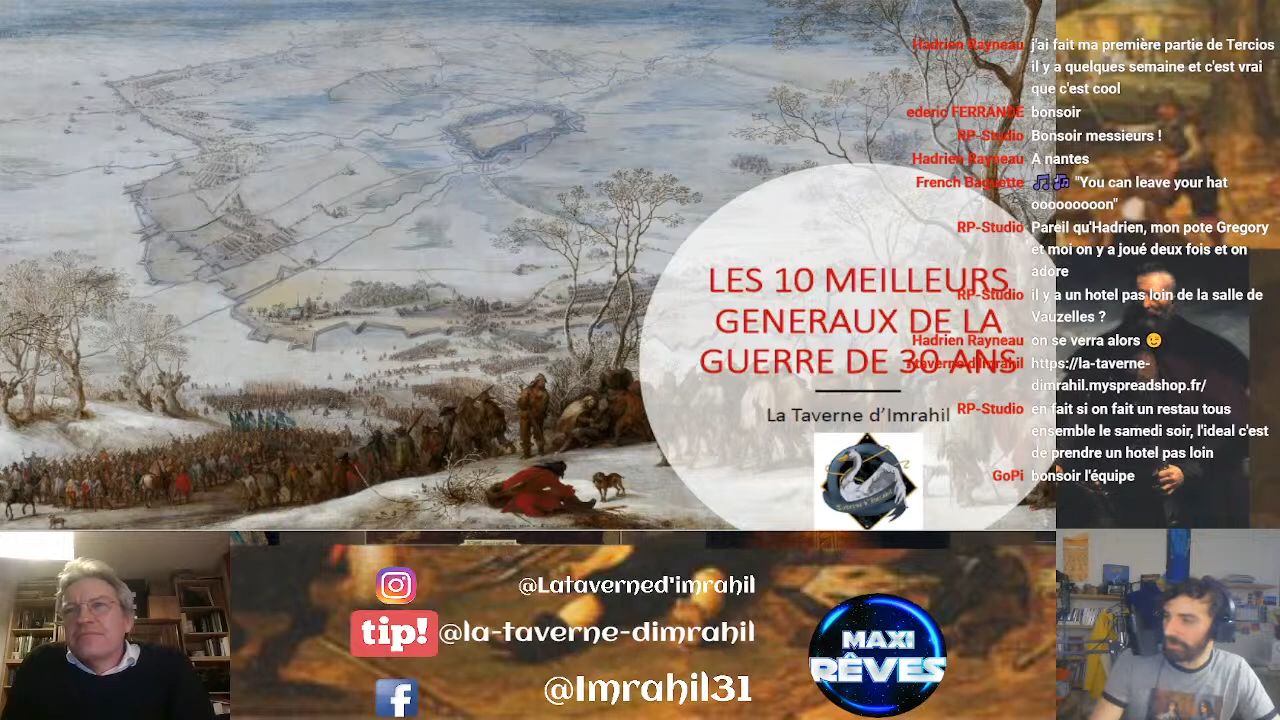 Hadrien Rayneau j'ai fait ma première partie de Tercios
il y a quelques semaine et c'est vrai
que c'est cool
ederic FERRANDE bonsoir
RP-Studio Bonsoir messieurs !
Hadrien Rayneau A nantes
French Baguette 🎵🎶 "You can leave your hat
ooooooooon"
RP-Studio Pareil qu'Hadrien, mon pote Gregory
et moi on y a joué deux fois et on
adore
RP-Studio il y a un hotel pas loin de la salle de
Vauzelles ?
Hadrien Rayneau on se verra alors 😉
taverne d'Imrahil https://la-taverne-
dimrahil.myspreadshop.fr/
RP-Studio en fait si on fait un restau tous
ensemble le samedi soir, l'ideal c'est
de prendre un hotel pas loin
GoPi bonsoir l'équipe
LES 10 MEILLEURS
GENERAUX DE LA
GUERRE DE 30 ANS
La Taverne d'Imrahil
@Lataverned'imrahil
tip! @la-taverne-dimrahil
@Imrahil31
MAXI
RÊVES